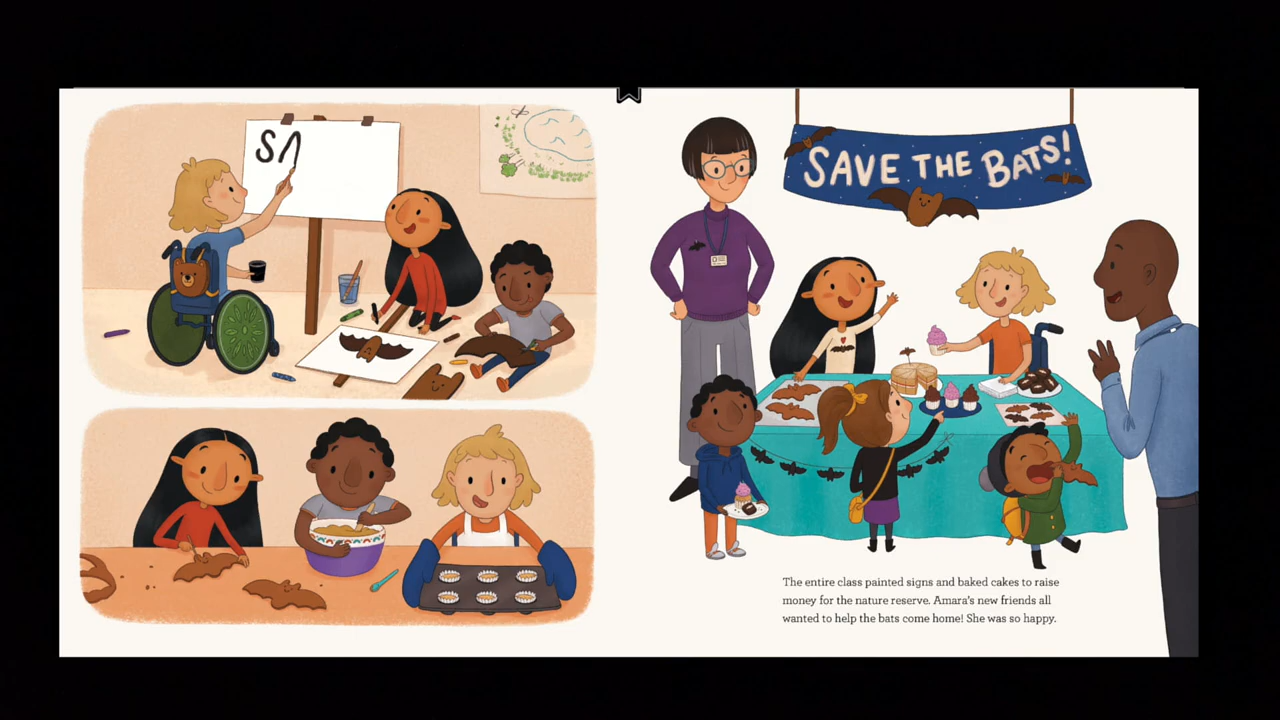 SA
SAVE THE BATS!
The entire class painted signs and baked cakes to raise
money for the nature reserve. Amara's new friends all
wanted to help the bats come home! She was so happy.